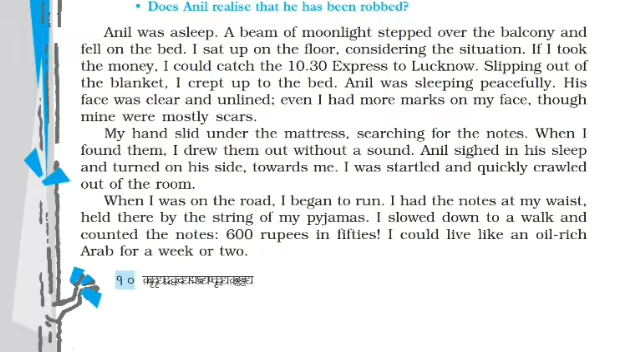 • Does Anil realise that he has been robbed?
Anil was asleep. A beam of moonlight stepped over the balcony and
fell on the bed. I sat up on the floor, considering the situation. If I took
the money, I could catch the 10.30 Express to Lucknow. Slipping out of
the blanket, I crept up to the bed. Anil was sleeping peacefully. His
face was clear and unlined; even I had more marks on my face, though
mine were mostly scars.
My hand slid under the mattress, searching for the notes. When I
found them, I drew them out without a sound. Anil sighed in his sleep
and turned on his side, towards me. I was startled and quickly crawled
out of the room.
When I was on the road, I began to run. I had the notes at my waist,
held there by the string of my pyjamas. I slowed down to a walk and
counted the notes: 600 rupees in fifties! I could live like an oil-rich
Arab for a week or two.
१०